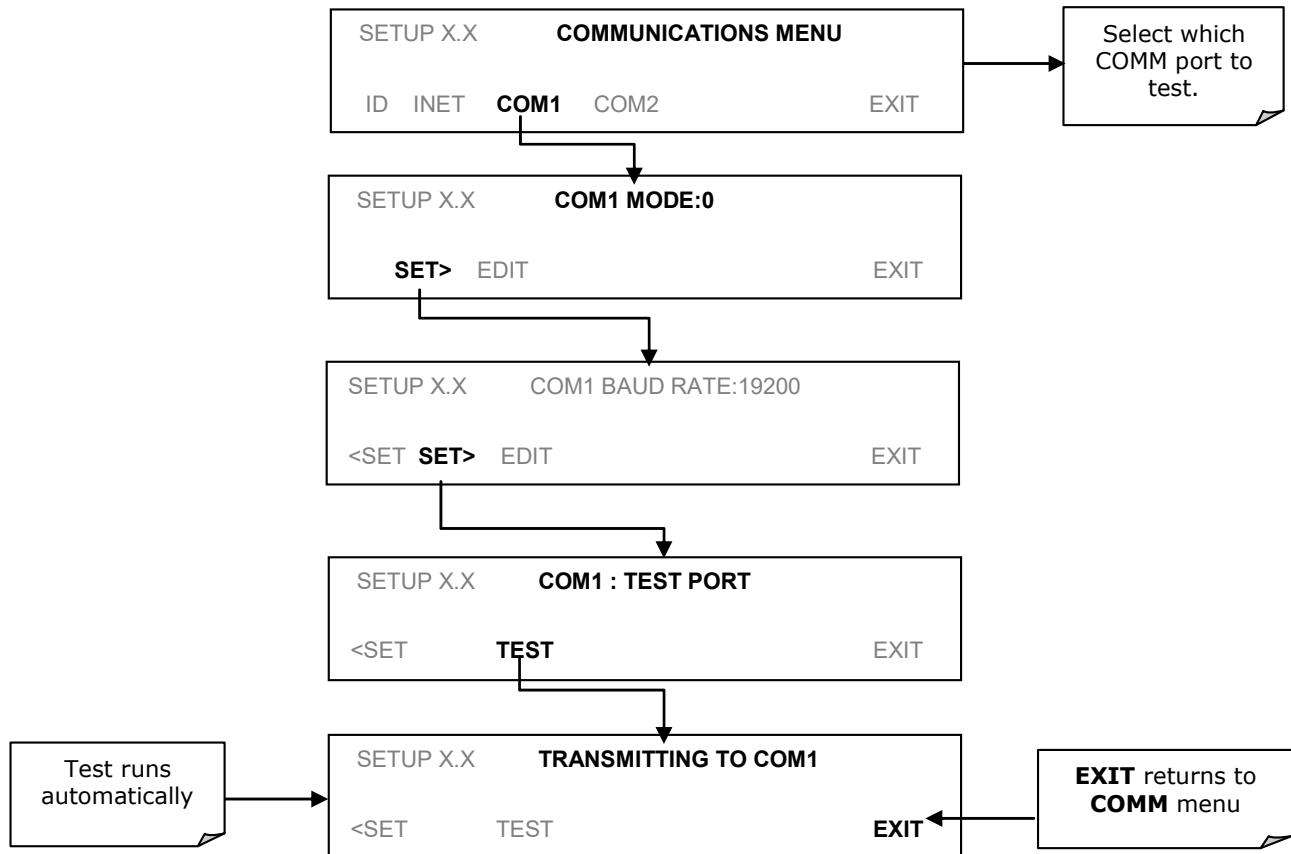 SETUP X.X COMMUNICATIONS MENU
ID INET COM1 COM2 EXIT
Select which
COMM port to
test.
SETUP X.X COM1 MODE:0
SET> EDIT EXIT
SETUP X.X COM1 BAUD RATE:19200
<SET SET> EDIT EXIT
SETUP X.X COM1 : TEST PORT
<SET TEST EXIT
Test runs
automatically
SETUP X.X TRANSMITTING TO COM1
<SET TEST EXIT
EXIT returns to
COMM menu